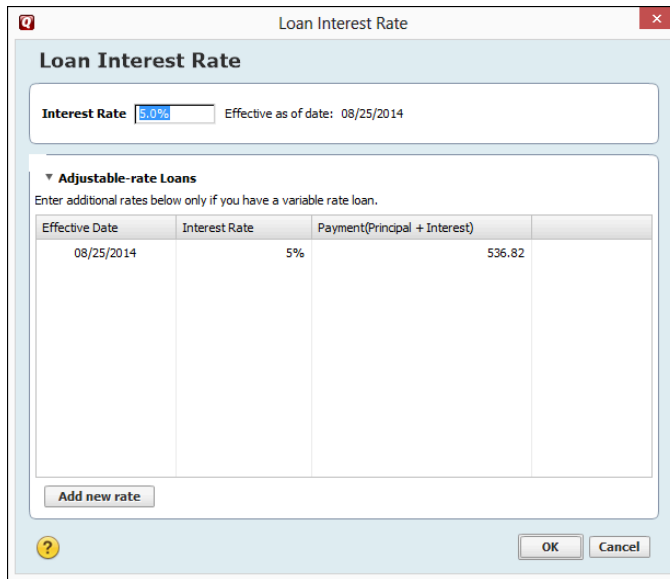 Q Loan Interest Rate ×
Loan Interest Rate
Interest Rate 5.0% Effective as of date: 08/25/2014
▼ Adjustable-rate Loans
Enter additional rates below only if you have a variable rate loan.
Effective Date Interest Rate Payment(Principal + Interest)
08/25/2014 5% 536.82
Add new rate
? OK Cancel